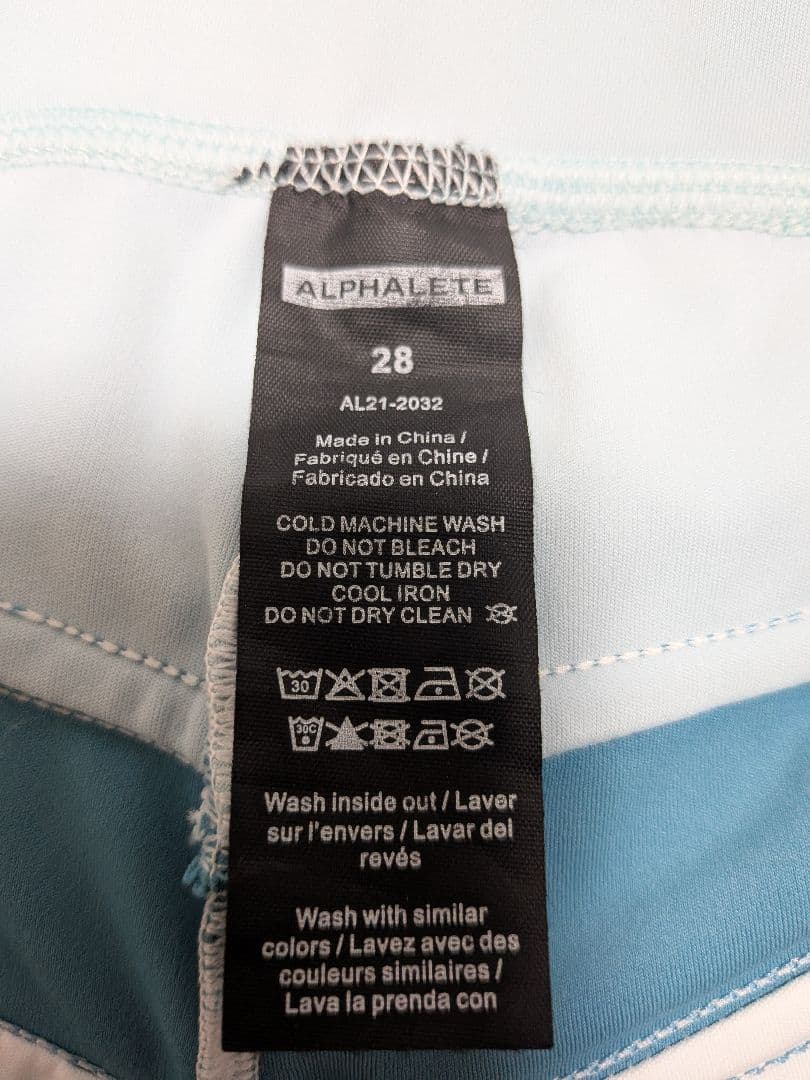 ALPHALETE
28
AL21-2032
Made in China /
Fabriqué en Chine /
Fabricado en China
COLD MACHINE WASH
DO NOT BLEACH
DO NOT TUMBLE DRY
COOL IRON
DO NOT DRY CLEAN
30
30C
Wash inside out / Laver
sur l'envers / Lavar del
revés
Wash with similar
colors / Lavez avec des
couleurs similaires /
Lava la prenda con